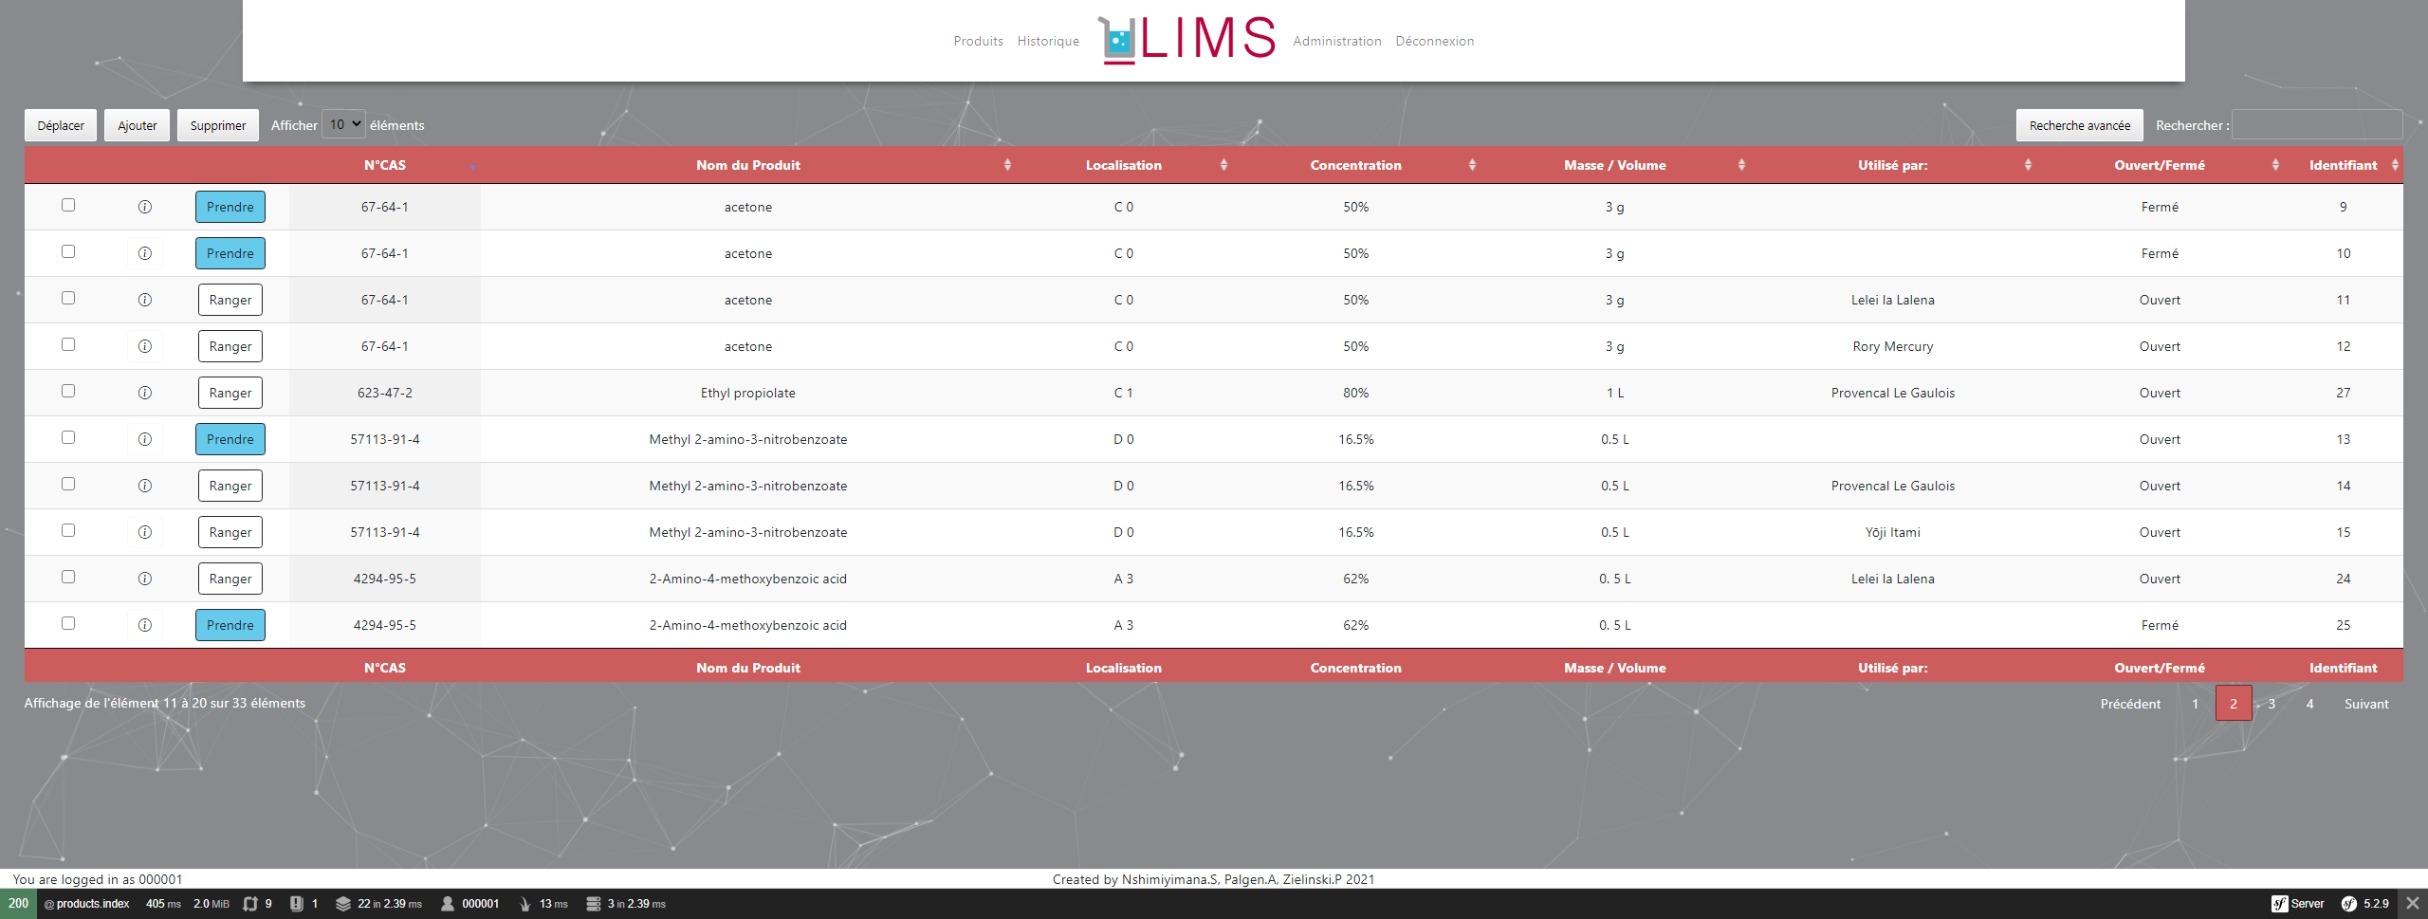 Produits Historique LIMS Administration Déconnexion
Déplacer Ajouter Supprimer Afficher 10 éléments Recherche avancée Rechercher :
N°CAS Nom du Produit Localisation Concentration Masse / Volume Utilisé par: Ouvert/Fermé Identifiant
Prendre 67-64-1 acetone C 0 50% 3 g Fermé 9
Prendre 67-64-1 acetone C 0 50% 3 g Fermé 10
Ranger 67-64-1 acetone C 0 50% 3 g Lelei la Lalena Ouvert 11
Ranger 67-64-1 acetone C 0 50% 3 g Rory Mercury Ouvert 12
Ranger 623-47-2 Ethyl propiolate C 1 80% 1 L Provencal Le Gaulois Ouvert 27
Prendre 57113-91-4 Methyl 2-amino-3-nitrobenzoate D 0 16.5% 0.5 L Ouvert 13
Ranger 57113-91-4 Methyl 2-amino-3-nitrobenzoate D 0 16.5% 0.5 L Provencal Le Gaulois Ouvert 14
Ranger 57113-91-4 Methyl 2-amino-3-nitrobenzoate D 0 16.5% 0.5 L Yōji Itami Ouvert 15
Ranger 4294-95-5 2-Amino-4-methoxybenzoic acid A 3 62% 0. 5 L Lelei la Lalena Ouvert 24
Prendre 4294-95-5 2-Amino-4-methoxybenzoic acid A 3 62% 0. 5 L Fermé 25
N°CAS Nom du Produit Localisation Concentration Masse / Volume Utilisé par: Ouvert/Fermé Identifiant
Affichage de l'élément 11 à 20 sur 33 éléments Précédent 1 2 3 4 Suivant
You are logged in as 000001 Created by Nshimiyimana.S, Palgen.A, Zielinski.P 2021
200 @ products.index 405 ms 2.0 MiB 9 1 22 in 2.39 ms 000001 13 ms 3 in 2.39 ms Server 5.2.9